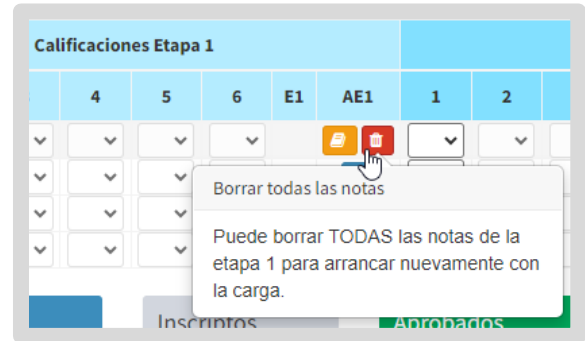 Calificaciones Etapa 1
4 5 6 E1 AE1 1 2
Borrar todas las notas
Puede borrar TODAS las notas de la
etapa 1 para arrancar nuevamente con
la carga.
Inscriptos Aprobados